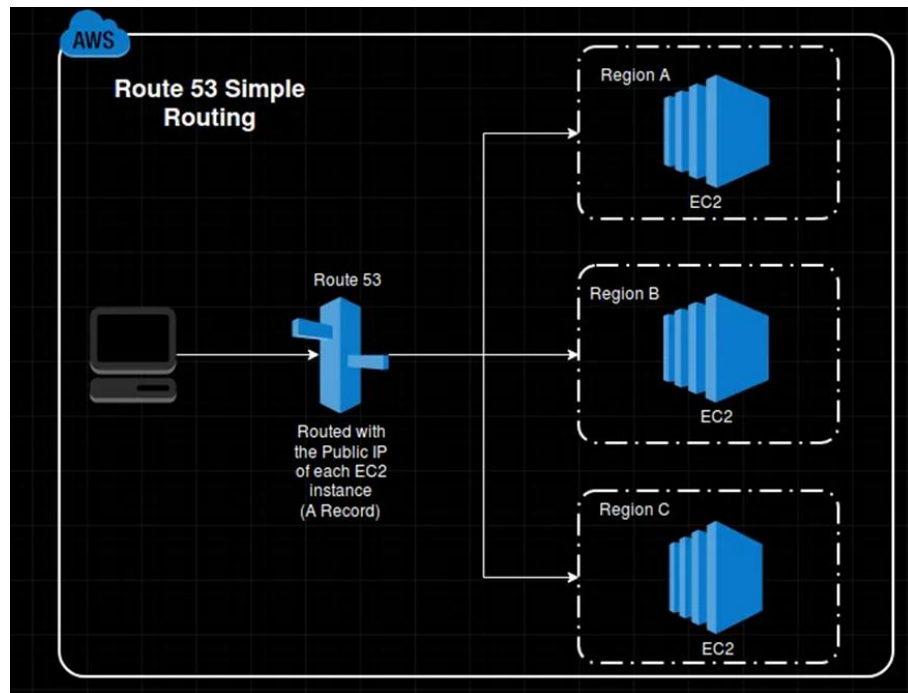 AWS
Route 53 Simple
Routing
Region A
EC2
Route 53
Region B
EC2
Routed with
the Public IP
of each EC2
instance
(A Record)
Region C
EC2